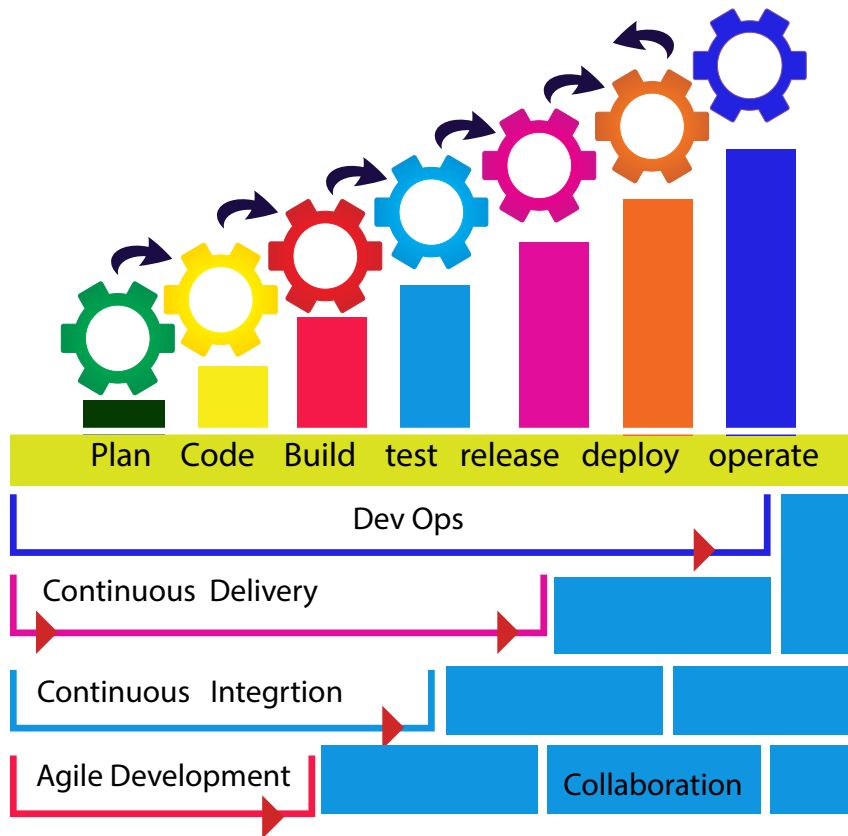 Plan Code Build test release deploy operate
Dev Ops
Continuous Delivery
Continuous Integrtion
Agile Development
Collaboration